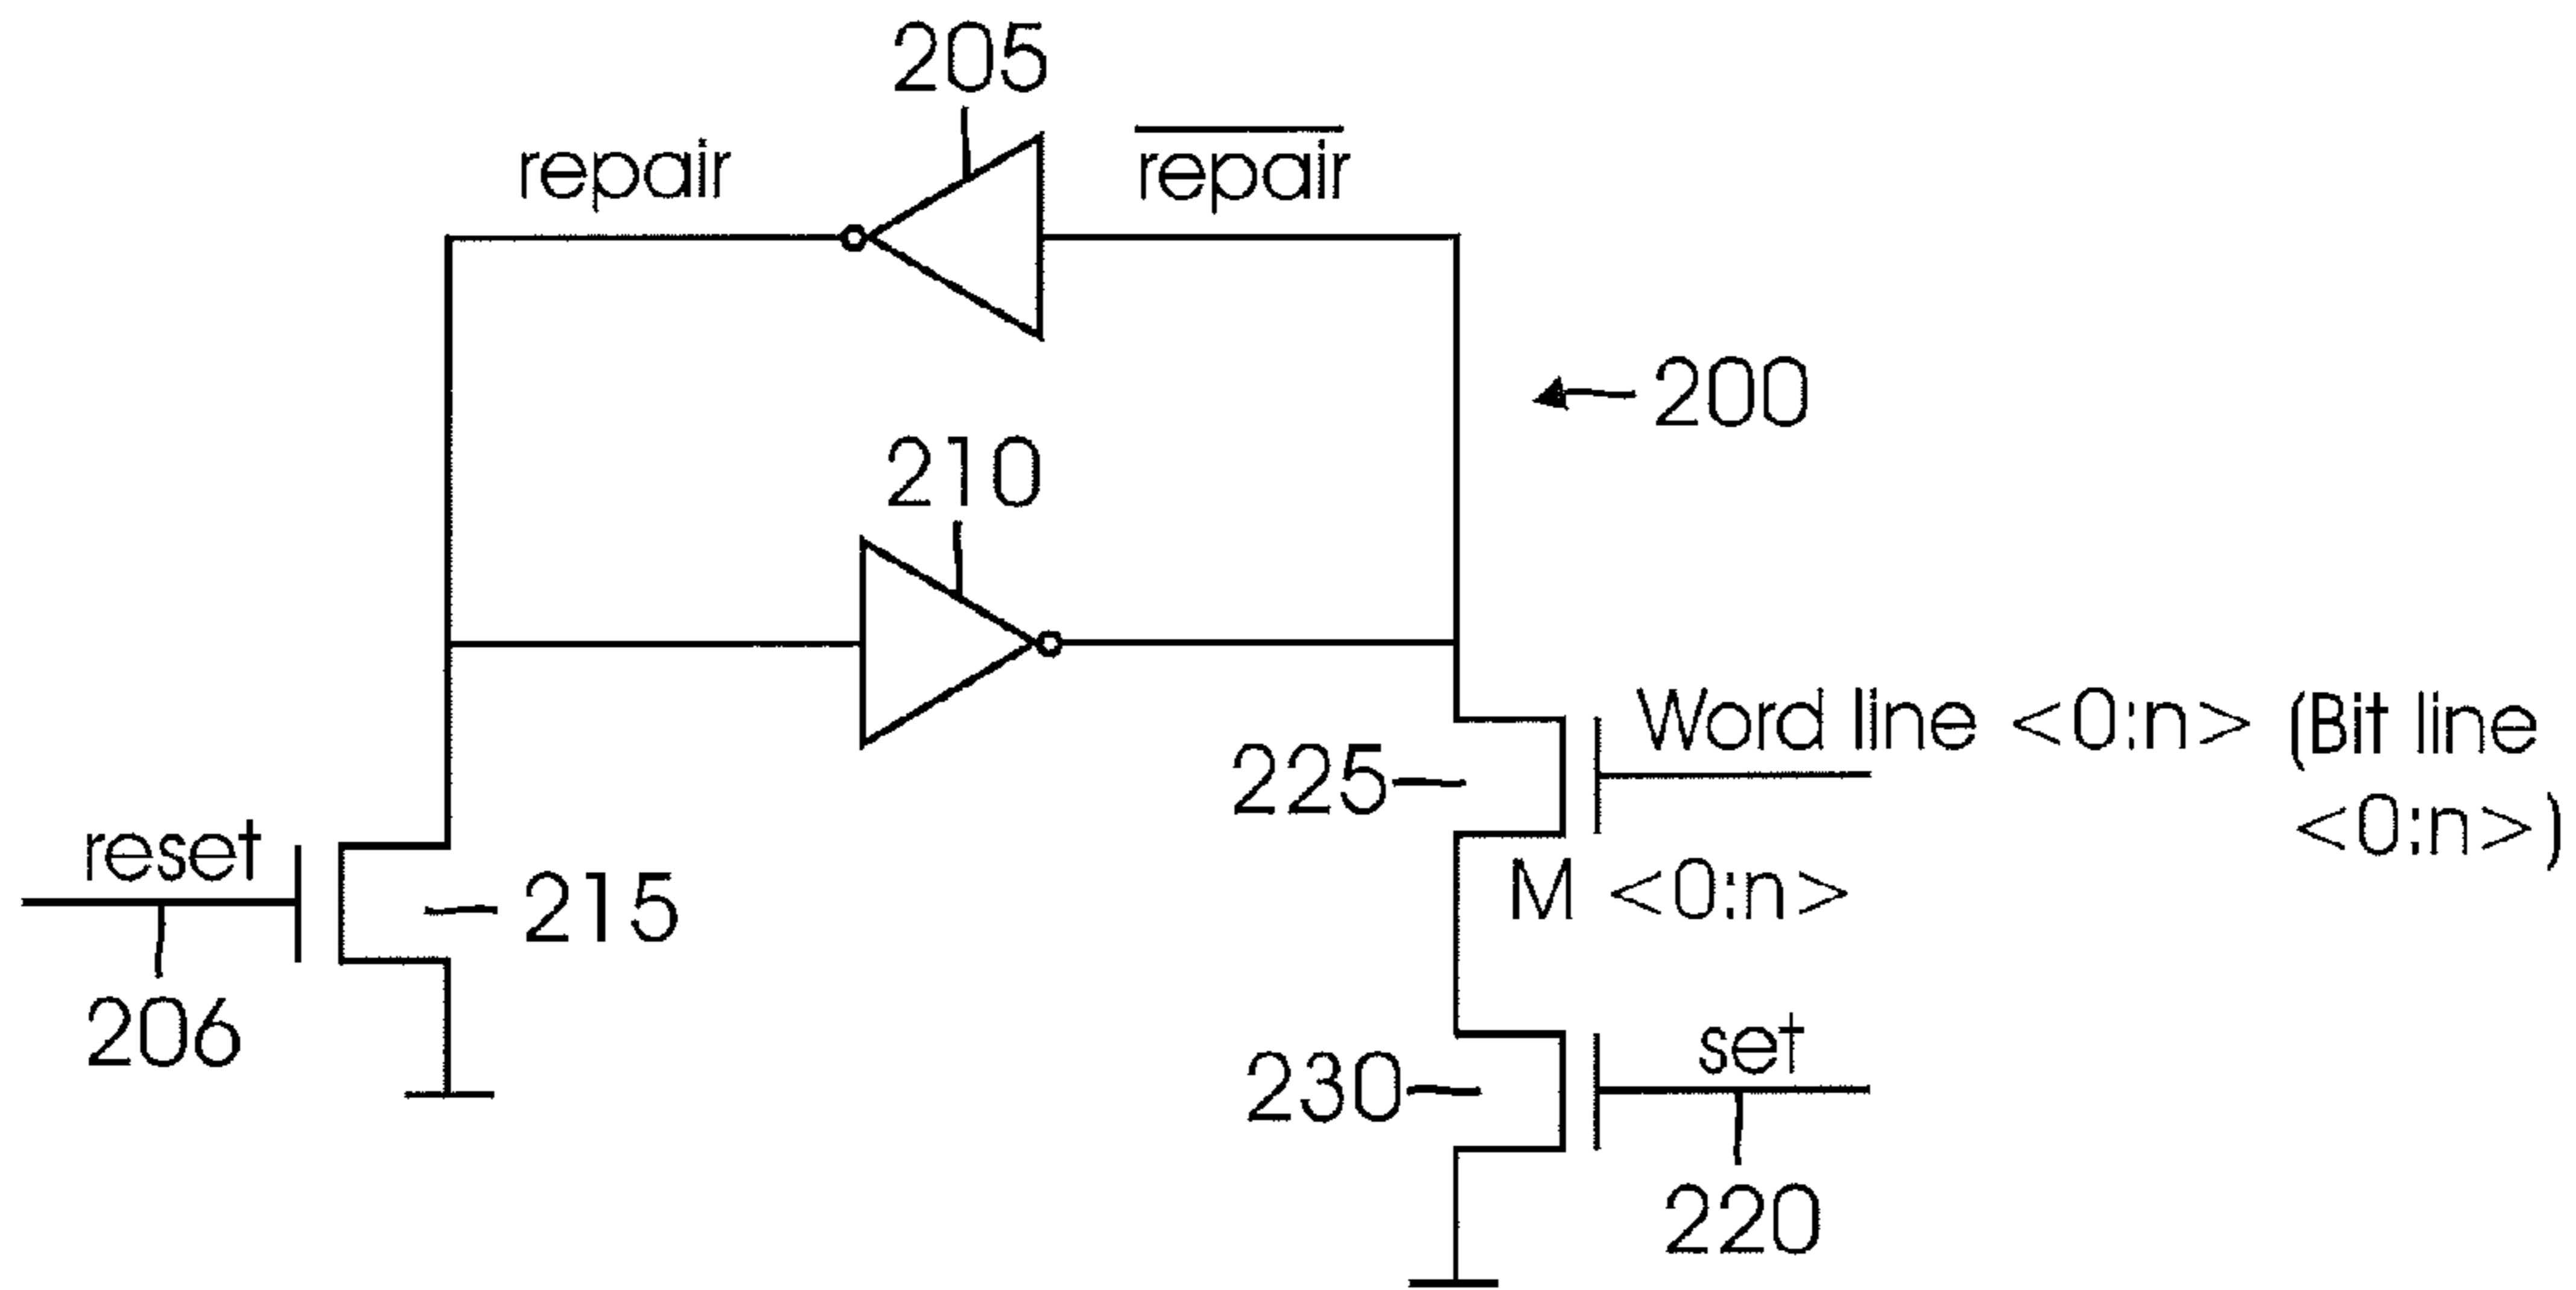 205
repair
repair
200
210
Word line <0:n> (Bit line
<0:n>)
225
reset
M <0:n>
215
206
set
230
220